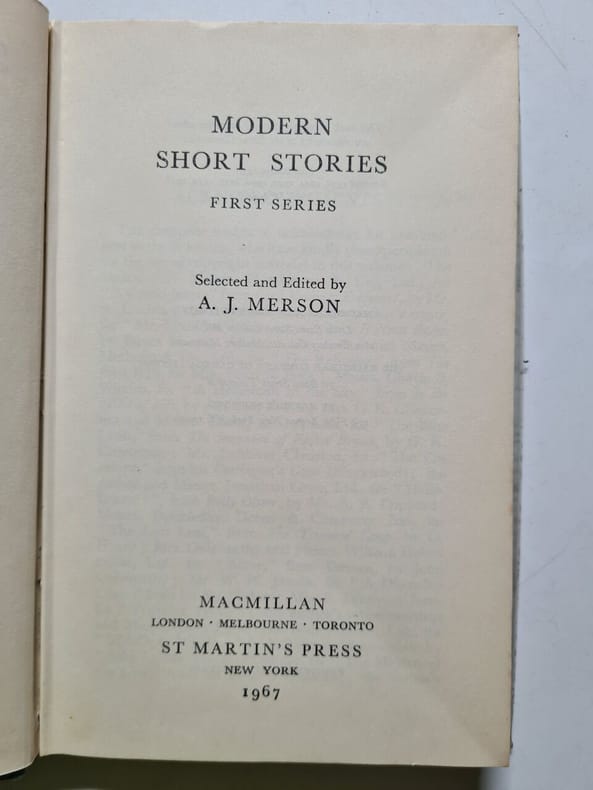 MODERN
SHORT STORIES
FIRST SERIES
Selected and Edited by
A. J. MERSON
MACMILLAN
LONDON · MELBOURNE · TORONTO
ST MARTIN'S PRESS
NEW YORK
1967